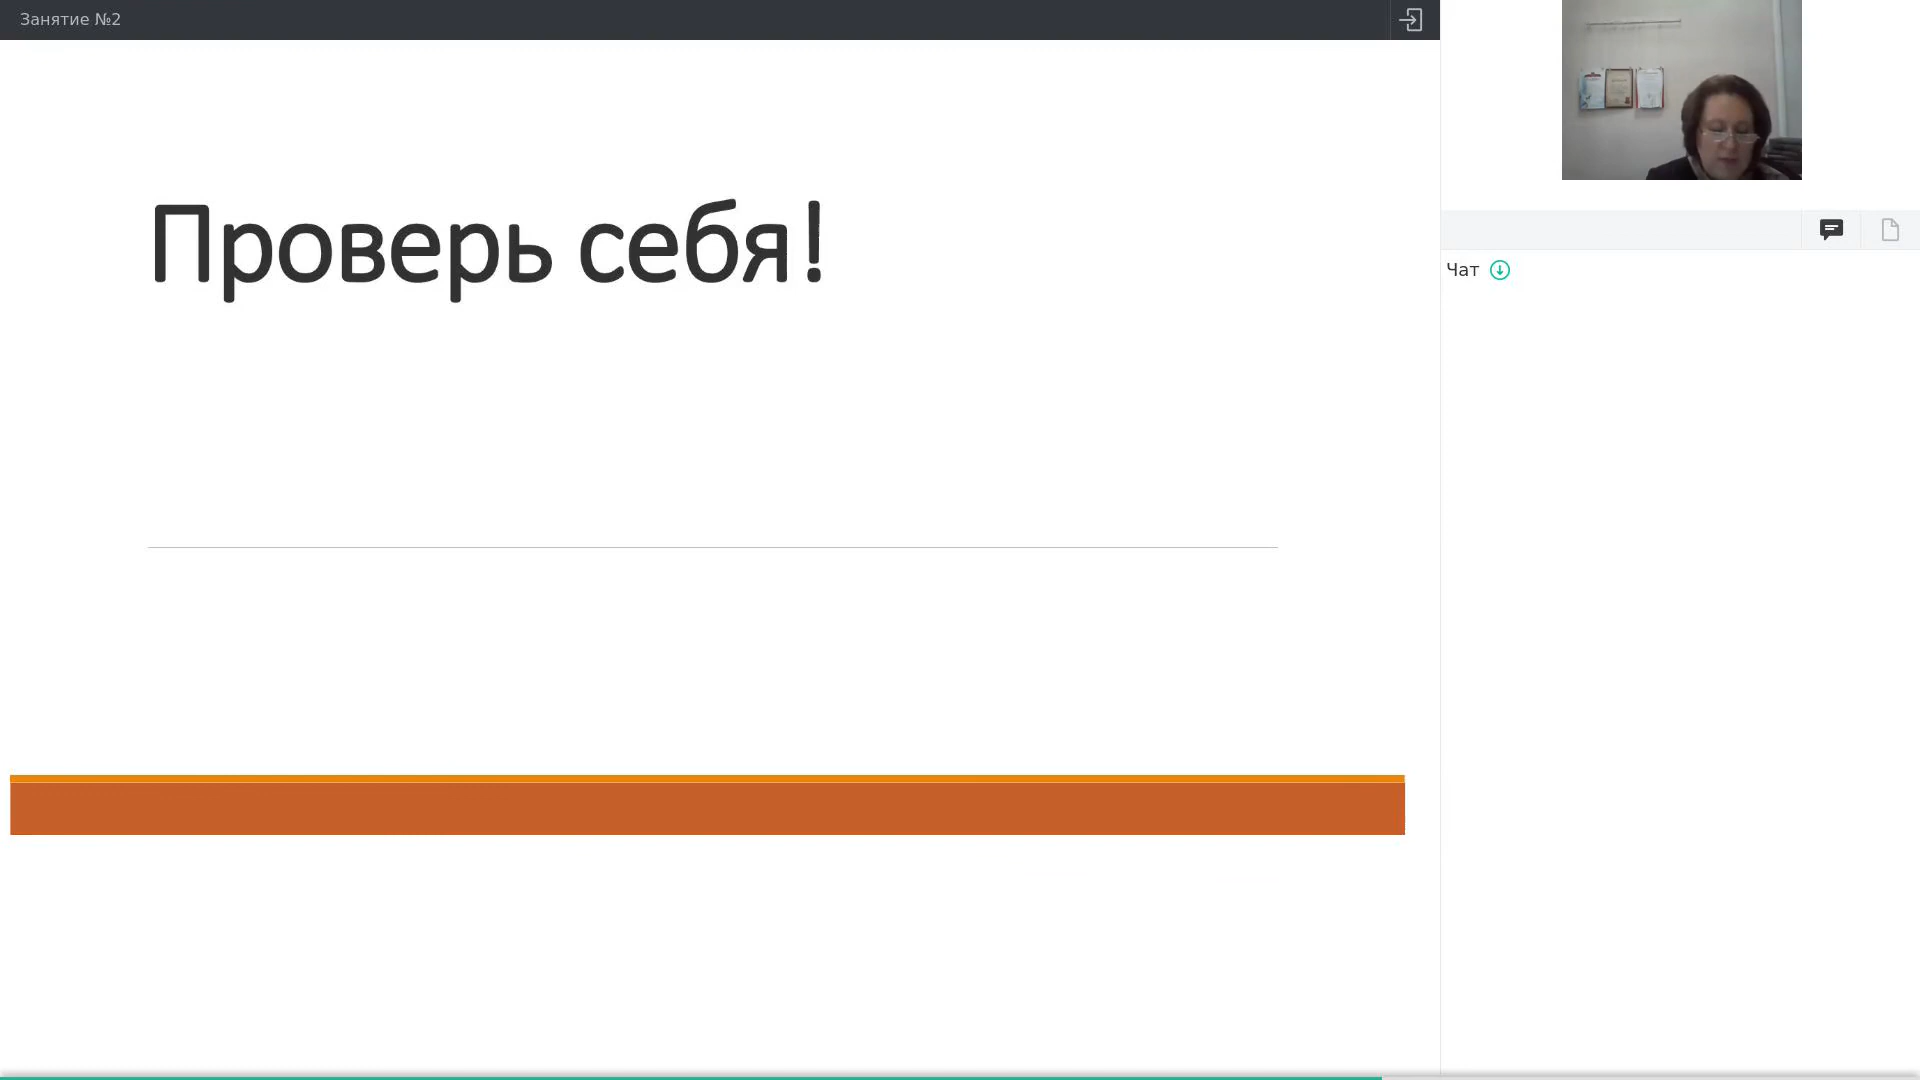 Занятие №2
Проверь себя!
Чат